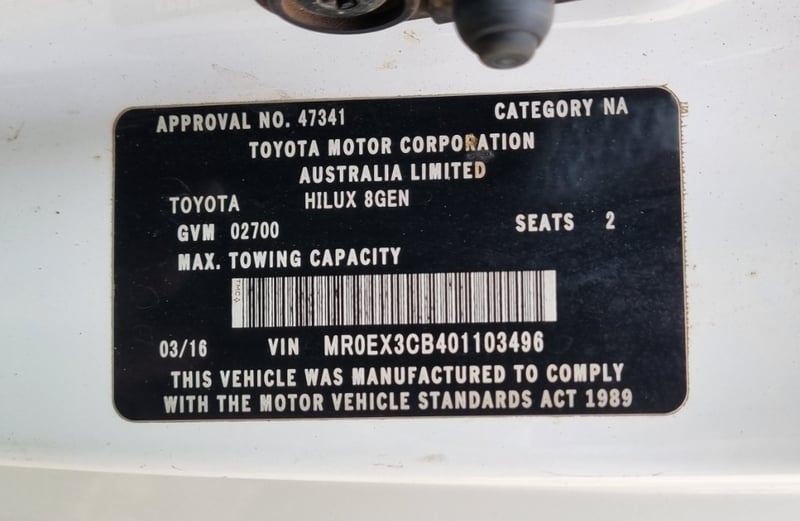 APPROVAL NO. 47341 CATEGORY NA
TOYOTA MOTOR CORPORATION
AUSTRALIA LIMITED
TOYOTA HILUX 8GEN
GVM 02700 SEATS 2
MAX. TOWING CAPACITY
TMCA
03/16 VIN MR0EX3CB401103496
THIS VEHICLE WAS MANUFACTURED TO COMPLY
WITH THE MOTOR VEHICLE STANDARDS ACT 1989